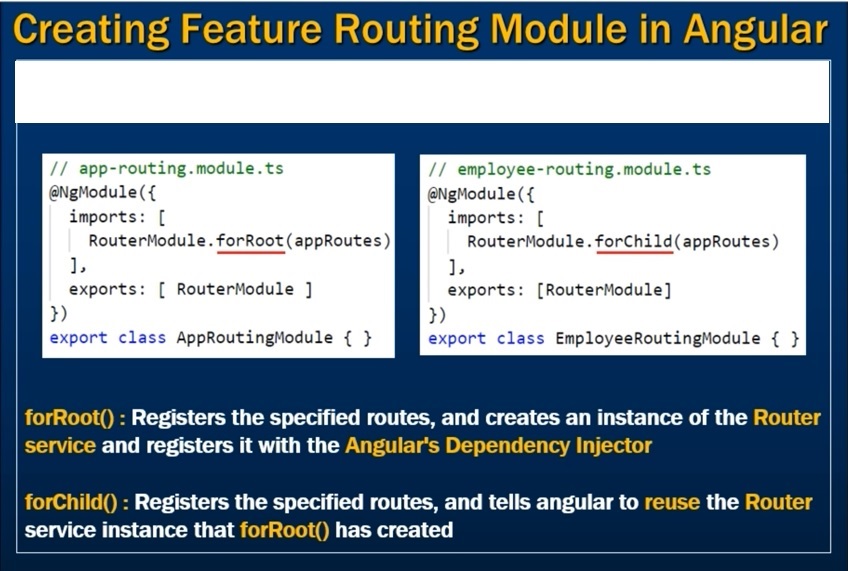 Creating Feature Routing Module in Angular
// app-routing.module.ts
@NgModule({
  imports: [
    RouterModule.forRoot(appRoutes)
  ],
  exports: [ RouterModule ]
})
export class AppRoutingModule { }
// employee-routing.module.ts
@NgModule({
  imports: [
    RouterModule.forChild(appRoutes)
  ],
  exports: [RouterModule]
})
export class EmployeeRoutingModule { }
forRoot() : Registers the specified routes, and creates an instance of the Router
service and registers it with the Angular's Dependency Injector
forChild() : Registers the specified routes, and tells angular to reuse the Router
service instance that forRoot() has created